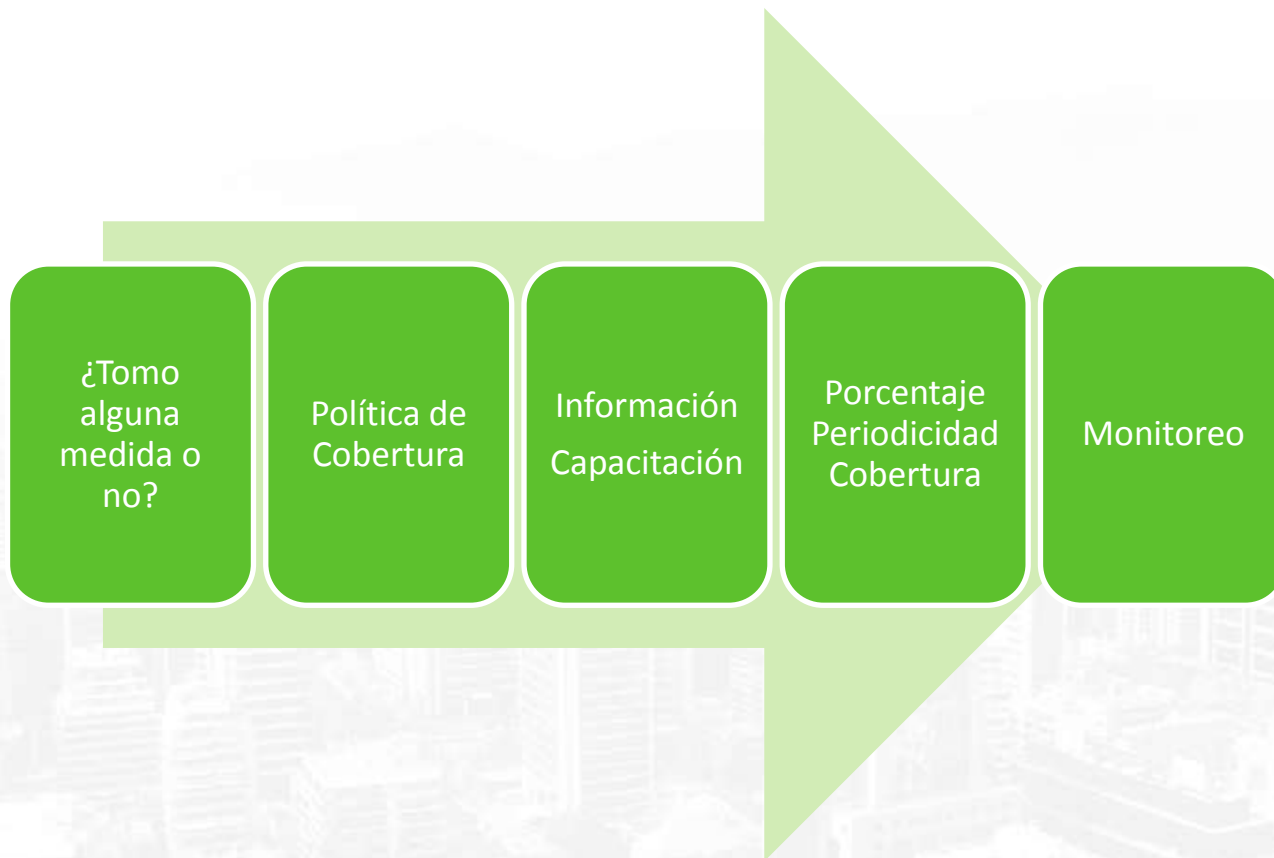 ¿Tomo
alguna
medida o
no?
Política de
Cobertura
Información
Capacitación
Porcentaje
Periodicidad
Cobertura
Monitoreo